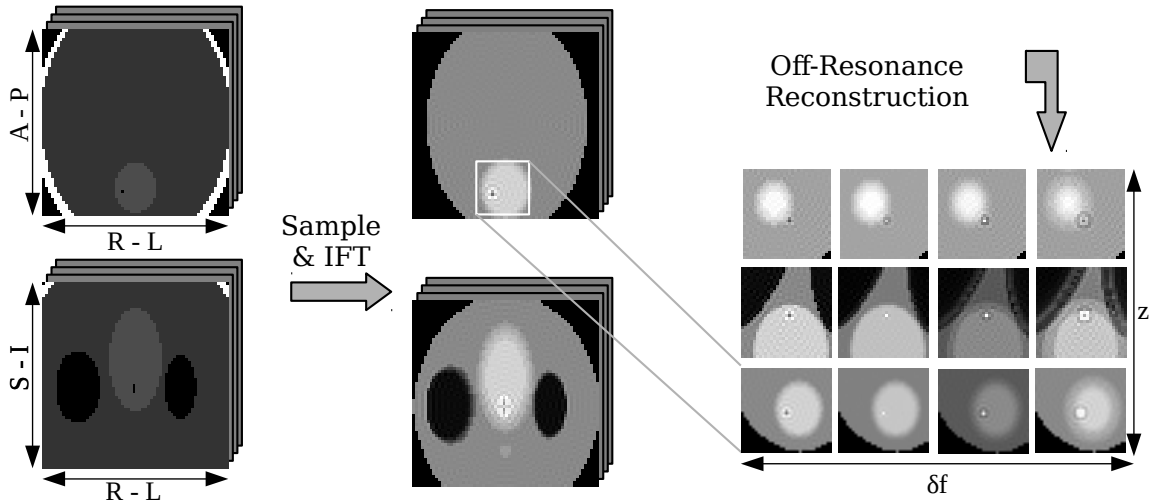 A - P
R - L
S - I
R - L
Sample
& IFT
Off-Resonance
Reconstruction
z
δf